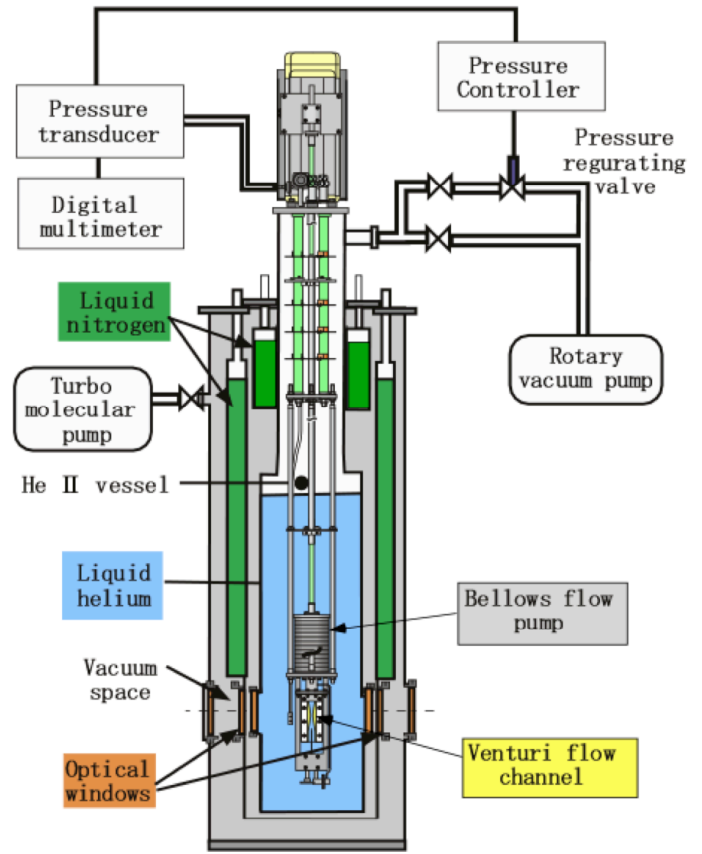 Pressure
Controller
Pressure
transducer
Pressure
regurating
valve
Digital
multimeter
Liquid
nitrogen
Rotary
vacuum pump
Turbo
molecular
pump
He Ⅱ vessel
Liquid
helium
Bellows flow
pump
Vacuum
space
Optical
windows
Venturi flow
channel